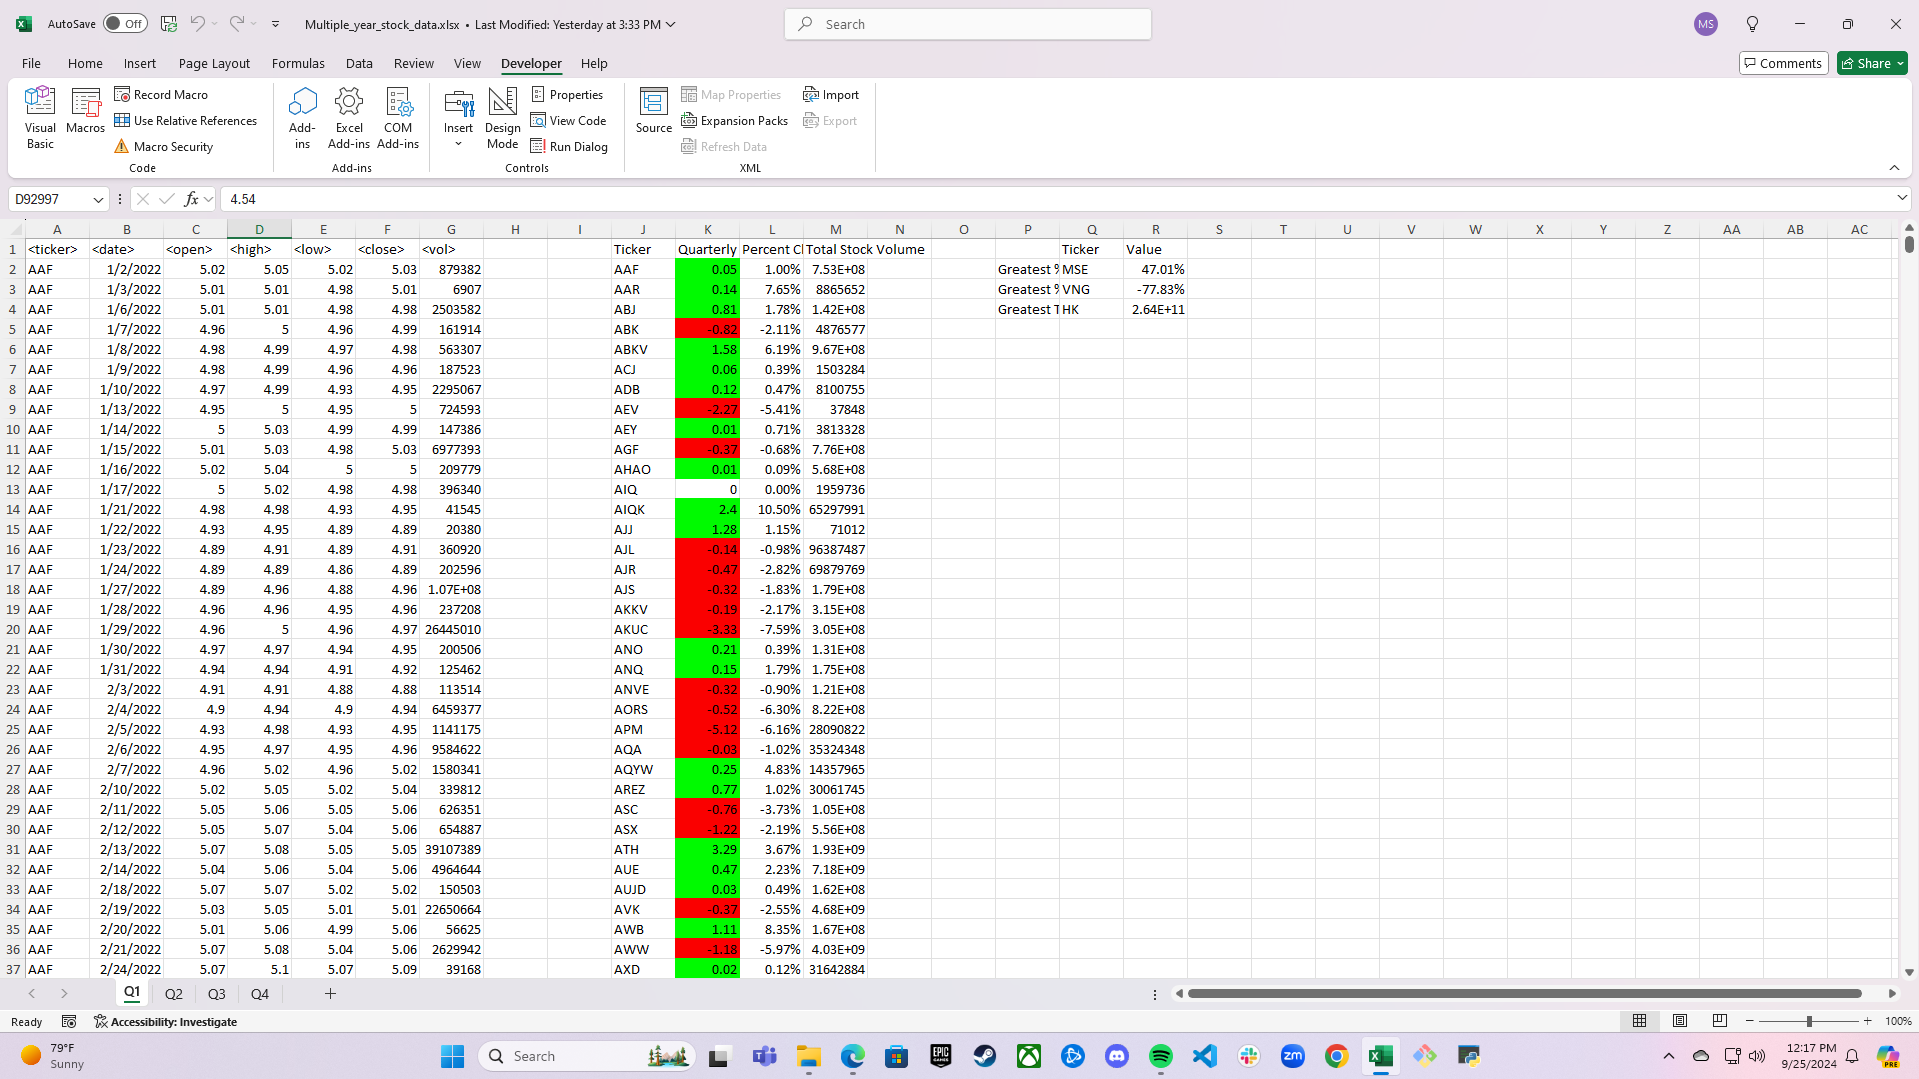 AutoSave Off Multiple_year_stock_data.xlsx • Last Modified: Yesterday at 3:33 PM Search MS
File Home Insert Page Layout Formulas Data Review View Developer Help Comments Share
Visual Basic Macros Record Macro Use Relative References Macro Security Code
Add-ins Excel Add-ins COM Add-ins Add-ins
Insert Design Mode Properties View Code Run Dialog Controls
Source Map Properties Expansion Packs Refresh Data Import Export XML
D92997 fx 4.54
A B C D E F G H I J K L M N O P Q R S T U V W X Y Z AA AB AC
1 <ticker> <date> <open> <high> <low> <close> <vol> Ticker Quarterly Percent Cl Total Stock Volume Ticker Value
2 AAF 1/2/2022 5.02 5.05 5.02 5.03 879382 AAF 0.05 1.00% 7.53E+08 Greatest % MSE 47.01%
3 AAF 1/3/2022 5.01 5.01 4.98 5.01 6907 AAR 0.14 7.65% 8865652 Greatest % VNG -77.83%
4 AAF 1/6/2022 5.01 5.01 4.98 4.98 2503582 ABJ 0.81 1.78% 1.42E+08 Greatest T HK 2.64E+11
5 AAF 1/7/2022 4.96 5 4.96 4.99 161914 ABK -0.82 -2.11% 4876577
6 AAF 1/8/2022 4.98 4.99 4.97 4.98 563307 ABKV 1.58 6.19% 9.67E+08
7 AAF 1/9/2022 4.98 4.99 4.96 4.96 187523 ACJ 0.06 0.39% 1503284
8 AAF 1/10/2022 4.97 4.99 4.93 4.95 2295067 ADB 0.12 0.47% 8100755
9 AAF 1/13/2022 4.95 5 4.95 5 724593 AEV -2.27 -5.41% 37848
10 AAF 1/14/2022 5 5.03 4.99 4.99 147386 AEY 0.01 0.71% 3813328
11 AAF 1/15/2022 5.01 5.03 4.98 5.03 6977393 AGF -0.37 -0.68% 7.76E+08
12 AAF 1/16/2022 5.02 5.04 5 5 209779 AHAO 0.01 0.09% 5.68E+08
13 AAF 1/17/2022 5 5.02 4.98 4.98 396340 AIQ 0 0.00% 1959736
14 AAF 1/21/2022 4.98 4.98 4.93 4.95 41545 AIQK 2.4 10.50% 65297991
15 AAF 1/22/2022 4.93 4.95 4.89 4.89 20380 AJJ 1.28 1.15% 71012
16 AAF 1/23/2022 4.89 4.91 4.89 4.91 360920 AJL -0.14 -0.98% 96387487
17 AAF 1/24/2022 4.89 4.89 4.86 4.89 202596 AJR -0.47 -2.82% 69879769
18 AAF 1/27/2022 4.89 4.96 4.88 4.96 1.07E+08 AJS -0.32 -1.83% 1.79E+08
19 AAF 1/28/2022 4.96 4.96 4.95 4.96 237208 AKKV -0.19 -2.17% 3.15E+08
20 AAF 1/29/2022 4.96 5 4.96 4.97 26445010 AKUC -3.33 -7.59% 3.05E+08
21 AAF 1/30/2022 4.97 4.97 4.94 4.95 200506 ANO 0.21 0.39% 1.31E+08
22 AAF 1/31/2022 4.94 4.94 4.91 4.92 125462 ANQ 0.15 1.79% 1.75E+08
23 AAF 2/3/2022 4.91 4.91 4.88 4.88 113514 ANVE -0.32 -0.90% 1.21E+08
24 AAF 2/4/2022 4.9 4.94 4.9 4.94 6459377 AORS -0.52 -6.30% 8.22E+08
25 AAF 2/5/2022 4.93 4.98 4.93 4.95 1141175 APM -5.12 -6.16% 28090822
26 AAF 2/6/2022 4.95 4.97 4.95 4.96 9584622 AQA -0.03 -1.02% 35324348
27 AAF 2/7/2022 4.96 5.02 4.96 5.02 1580341 AQYW 0.25 4.83% 14357965
28 AAF 2/10/2022 5.02 5.05 5.02 5.04 339812 AREZ 0.77 1.02% 30061745
29 AAF 2/11/2022 5.05 5.06 5.05 5.06 626351 ASC -0.76 -3.73% 1.05E+08
30 AAF 2/12/2022 5.05 5.07 5.04 5.06 654887 ASX -1.22 -2.19% 5.56E+08
31 AAF 2/13/2022 5.07 5.08 5.05 5.05 39107389 ATH 3.29 3.67% 1.93E+09
32 AAF 2/14/2022 5.04 5.06 5.04 5.06 4964644 AUE 0.47 2.23% 7.18E+09
33 AAF 2/18/2022 5.07 5.07 5.02 5.02 150503 AUJD 0.03 0.49% 1.62E+08
34 AAF 2/19/2022 5.03 5.05 5.01 5.01 22650664 AVK -0.37 -2.55% 4.68E+09
35 AAF 2/20/2022 5.01 5.06 4.99 5.06 56625 AWB 1.11 8.35% 1.67E+08
36 AAF 2/21/2022 5.07 5.08 5.04 5.06 2629942 AWW -1.18 -5.97% 4.03E+09
37 AAF 2/24/2022 5.07 5.1 5.07 5.09 39168 AXD 0.02 0.12% 31642884
Q1 Q2 Q3 Q4
Ready Accessibility: Investigate 100%
79°F Sunny Search EPIC GAMES zm 12:17 PM 9/25/2024 PRE